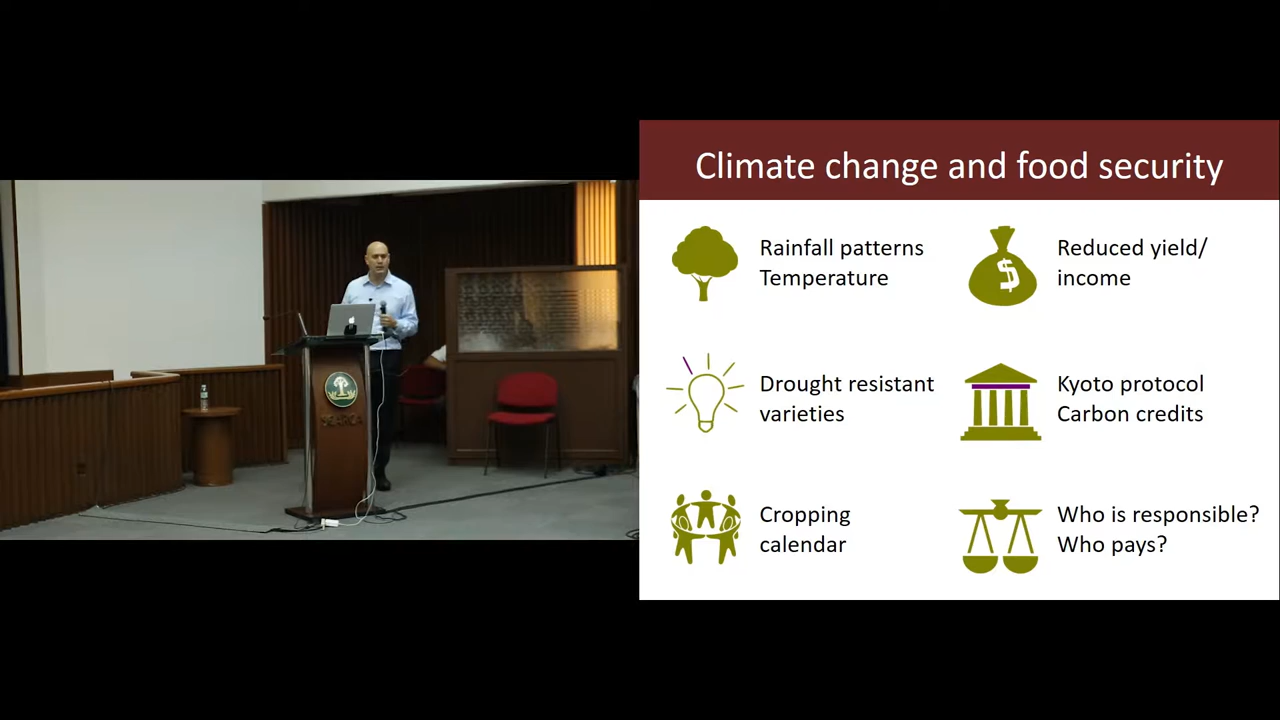 Climate change and food security
Rainfall patterns
Temperature
Reduced yield/
income
Drought resistant
varieties
Kyoto protocol
Carbon credits
Cropping
calendar
Who is responsible?
Who pays?
SEARCA